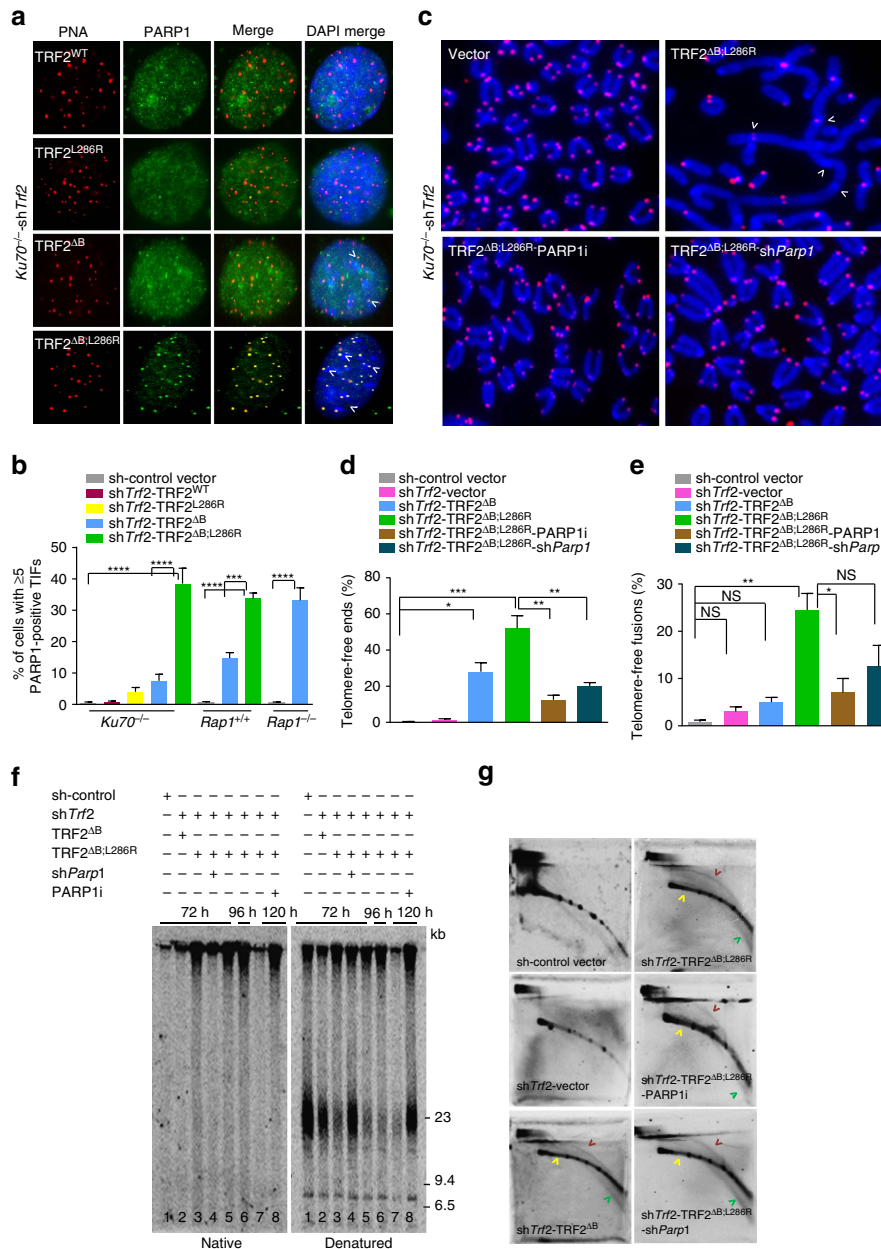 a
PNA PARP1 Merge DAPI merge
Ku70–/–-shTrf2
TRF2WT
TRF2L286R
TRF2ΔB
TRF2ΔB;L286R
c
Ku70–/–-shTrf2
Vector TRF2ΔB;L286R
TRF2ΔB;L286R-PARP1i TRF2ΔB;L286R-shParp1
b
sh-control vector
shTrf2-TRF2WT
shTrf2-TRF2L286R
shTrf2-TRF2ΔB
shTrf2-TRF2ΔB;L286R
% of cells with ≥5
PARP1-positive TIFs
50
40
30
20
10
0
**** **** **** *** ****
Ku70–/– Rap1+/+ Rap1–/–
d
sh-control vector
shTrf2-vector
shTrf2-TRF2ΔB
shTrf2-TRF2ΔB;L286R
shTrf2-TRF2ΔB;L286R-PARP1i
shTrf2-TRF2ΔB;L286R-shParp1
Telomere-free ends (%)
80
60
40
20
0
*** **
* **
e
sh-control vector
shTrf2-vector
shTrf2-TRF2ΔB
shTrf2-TRF2ΔB;L286R
shTrf2-TRF2ΔB;L286R-PARP
shTrf2-TRF2ΔB;L286R-shParp
Telomere-free fusions (%)
30
20
10
0
** NS
NS *
NS
f
sh-control + – – – – – – – + – – – – – – –
shTrf2 – + + + + + + + – + + + + + + +
TRF2ΔB – + – – – – – – – + – – – – – –
TRF2ΔB;L286R – – + + + + + + – – + + + + + +
shParp1 – – – + – – – – – – – + – – – –
PARP1i – – – – – – – + – – – – – – – +
72 h 96 h 120 h 72 h 96 h 120 h
kb
23
9.4
6.5
1 2 3 4 5 6 7 8 1 2 3 4 5 6 7 8
Native Denatured
g
sh-control vector shTrf2-TRF2ΔB;L286R
shTrf2-vector shTrf2-TRF2ΔB;L286R
-PARP1i
shTrf2-TRF2ΔB shTrf2-TRF2ΔB;L286R
-shParp1